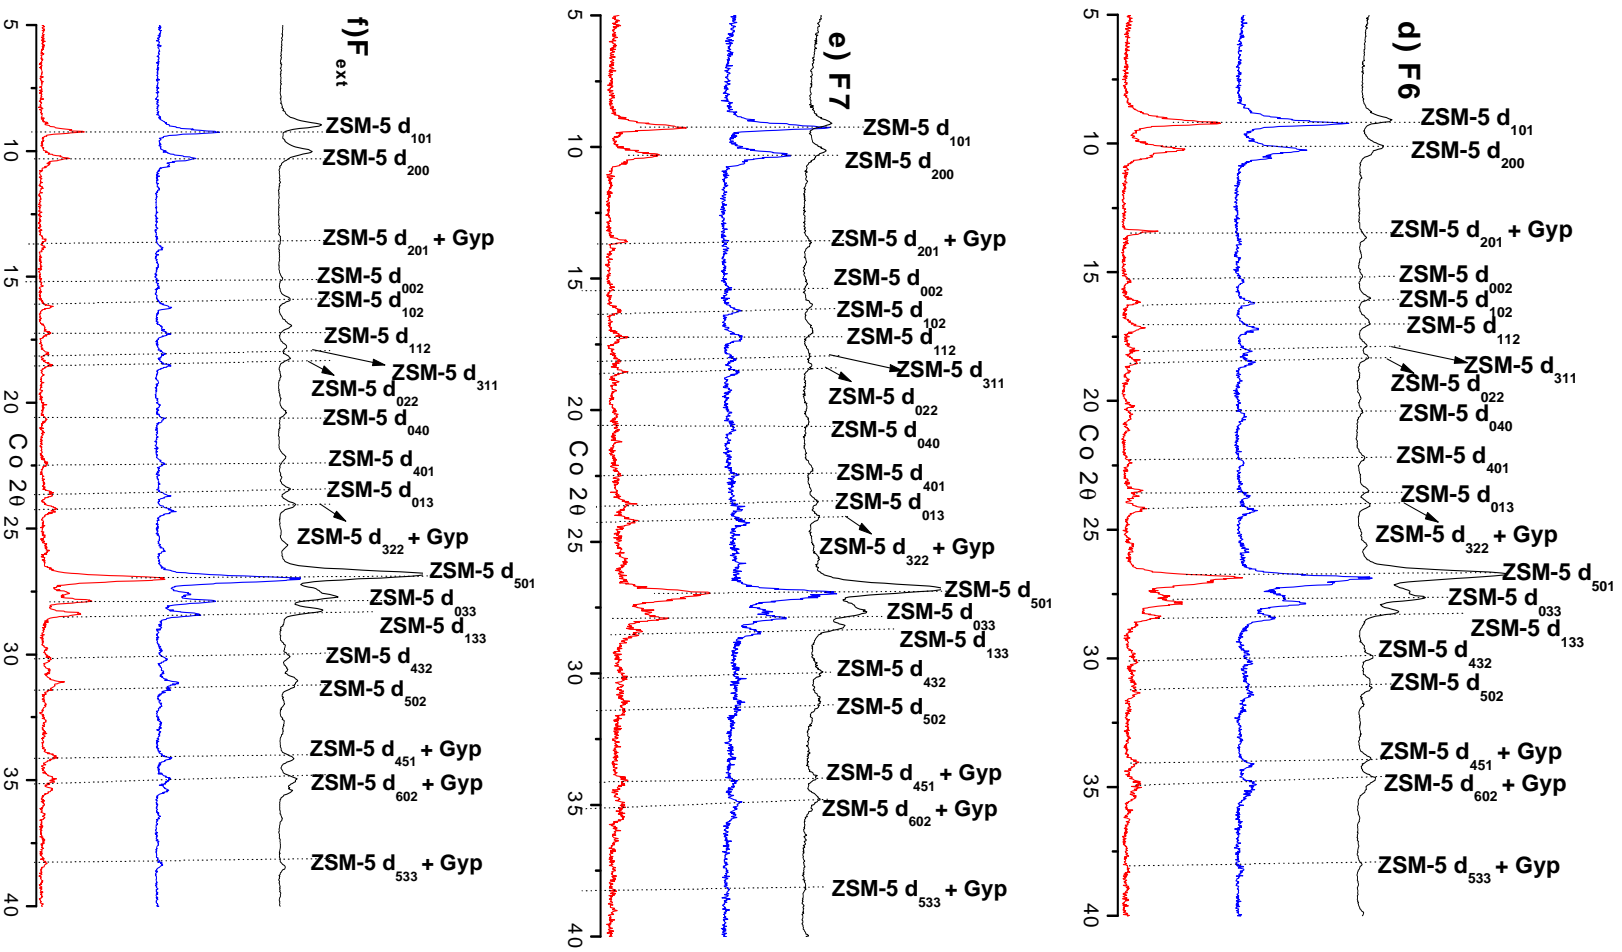 f)F ext
5
10
15
20
25
30
35
40
Co 2θ
ZSM-5 d101
ZSM-5 d200
ZSM-5 d201 + Gyp
ZSM-5 d002
ZSM-5 d102
ZSM-5 d112
ZSM-5 d311
ZSM-5 d022
ZSM-5 d040
ZSM-5 d401
ZSM-5 d013
ZSM-5 d322 + Gyp
ZSM-5 d501
ZSM-5 d033
ZSM-5 d133
ZSM-5 d432
ZSM-5 d502
ZSM-5 d451 + Gyp
ZSM-5 d602 + Gyp
ZSM-5 d533 + Gyp
e) F7
5
10
15
20
25
30
35
40
Co 2θ
ZSM-5 d101
ZSM-5 d200
ZSM-5 d201 + Gyp
ZSM-5 d002
ZSM-5 d102
ZSM-5 d112
ZSM-5 d311
ZSM-5 d022
ZSM-5 d040
ZSM-5 d401
ZSM-5 d013
ZSM-5 d322 + Gyp
ZSM-5 d501
ZSM-5 d033
ZSM-5 d133
ZSM-5 d432
ZSM-5 d502
ZSM-5 d451 + Gyp
ZSM-5 d602 + Gyp
ZSM-5 d533 + Gyp
d) F6
5
10
15
20
25
30
35
40
Co 2θ
ZSM-5 d101
ZSM-5 d200
ZSM-5 d201 + Gyp
ZSM-5 d002
ZSM-5 d102
ZSM-5 d112
ZSM-5 d311
ZSM-5 d022
ZSM-5 d040
ZSM-5 d401
ZSM-5 d013
ZSM-5 d322 + Gyp
ZSM-5 d501
ZSM-5 d033
ZSM-5 d133
ZSM-5 d432
ZSM-5 d502
ZSM-5 d451 + Gyp
ZSM-5 d602 + Gyp
ZSM-5 d533 + Gyp